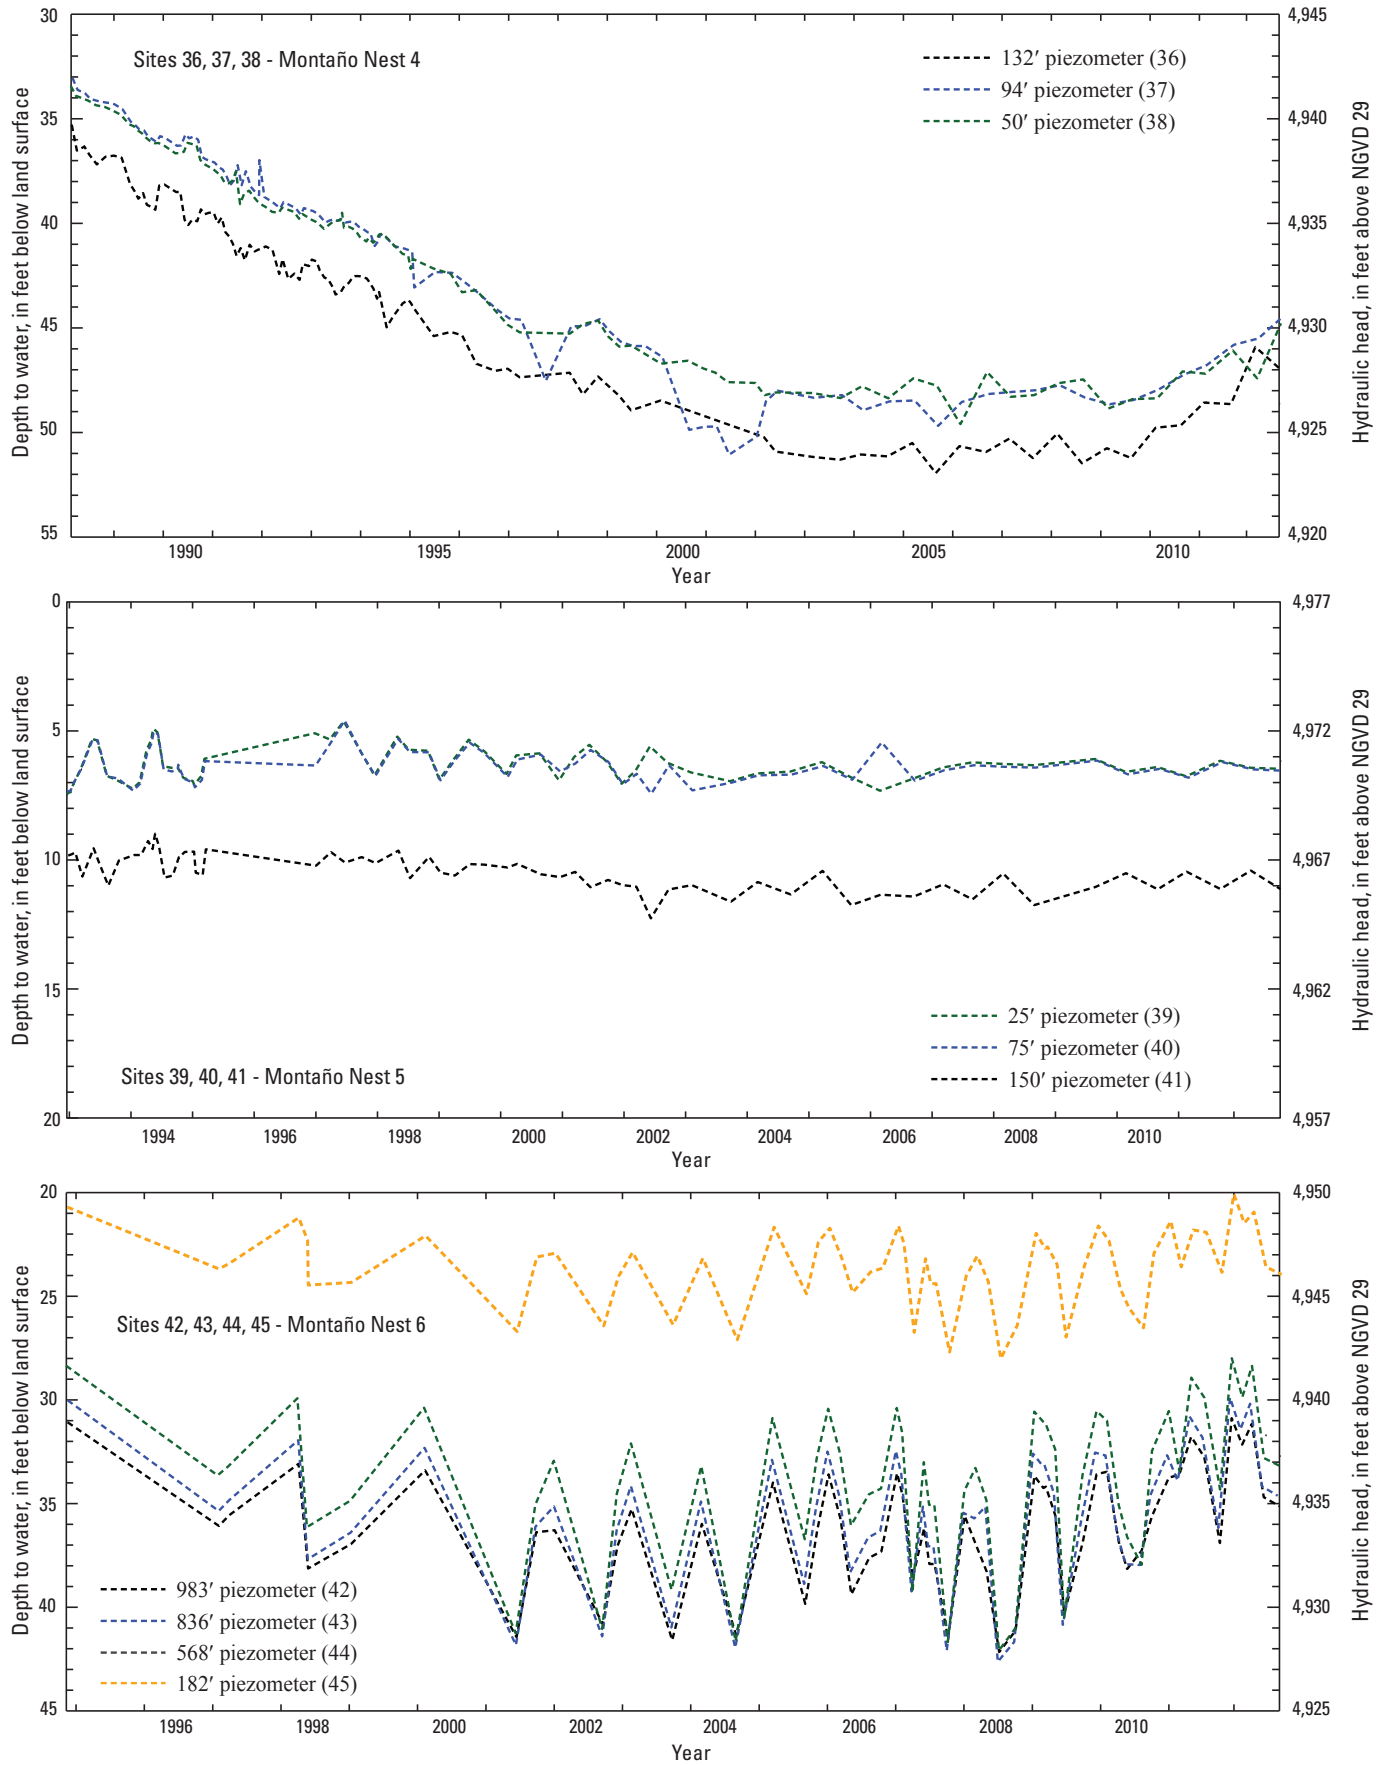 Sites 36, 37, 38 - Montaño Nest 4
132′ piezometer (36)
94′ piezometer (37)
50′ piezometer (38)
Depth to water, in feet below land surface
30
35
40
45
50
55
Hydraulic head, in feet above NGVD 29
4,945
4,940
4,935
4,930
4,925
4,920
1990 1995 2000 2005 2010
Year
Depth to water, in feet below land surface
0
5
10
15
20
Hydraulic head, in feet above NGVD 29
4,977
4,972
4,967
4,962
4,957
25′ piezometer (39)
75′ piezometer (40)
150′ piezometer (41)
Sites 39, 40, 41 - Montaño Nest 5
1994 1996 1998 2000 2002 2004 2006 2008 2010
Year
Depth to water, in feet below land surface
20
25
30
35
40
45
Hydraulic head, in feet above NGVD 29
4,950
4,945
4,940
4,935
4,930
4,925
Sites 42, 43, 44, 45 - Montaño Nest 6
983′ piezometer (42)
836′ piezometer (43)
568′ piezometer (44)
182′ piezometer (45)
1996 1998 2000 2002 2004 2006 2008 2010
Year